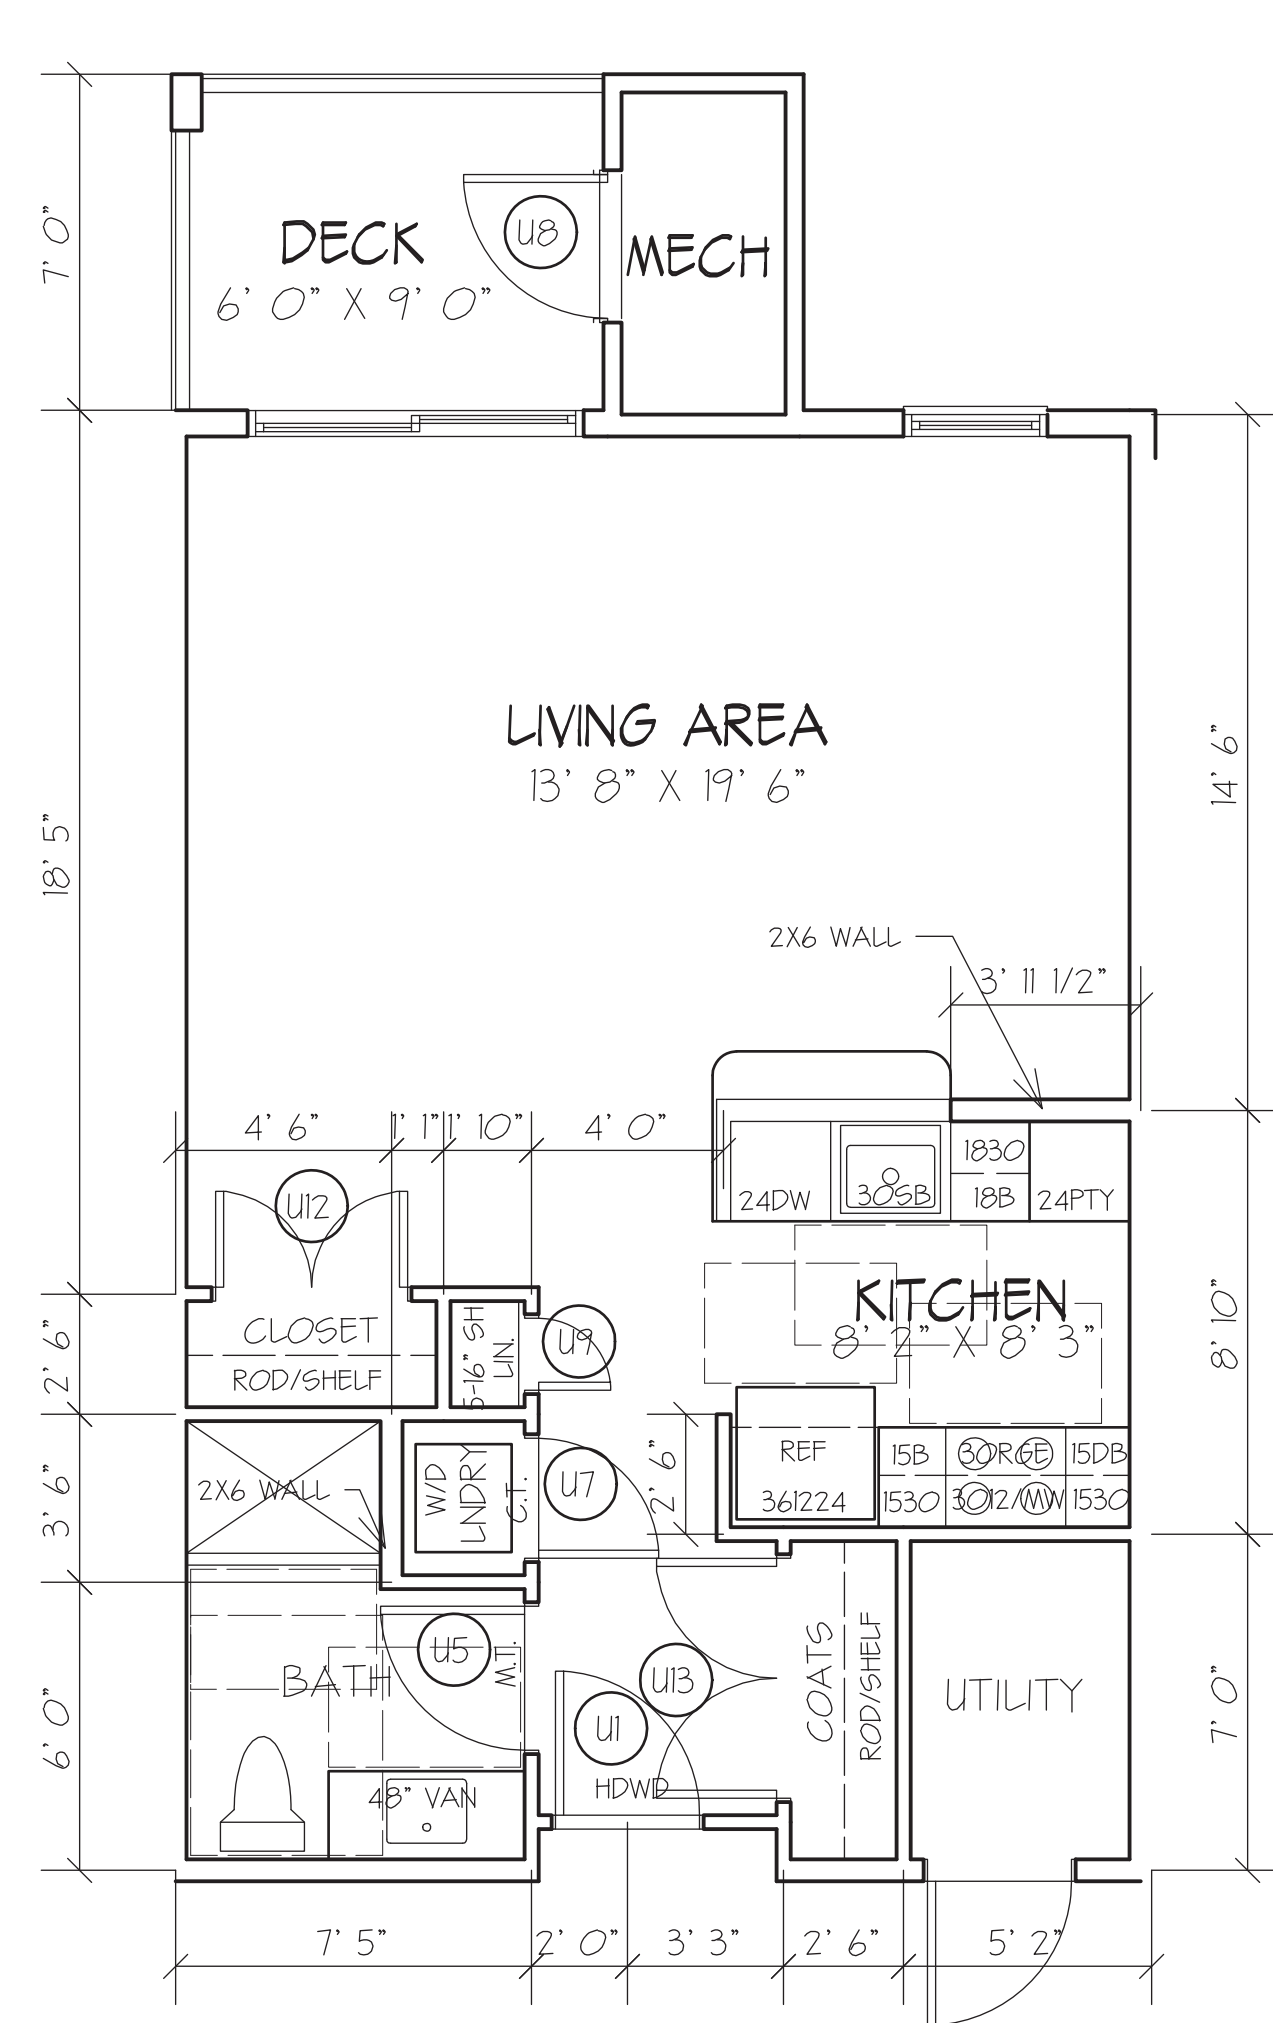 7' 0"
DECK
6' 0" X 9' 0"
U8
MECH
18' 5"
14' 6"
LIVING AREA
13' 8" X 19' 6"
2X6 WALL
3' 11 1/2"
4' 6"
1' 1"
1' 10"
4' 0"
U12
24DW
30SB
1830
18B
24PTY
2' 6"
CLOSET
ROD/SHELF
5-16" SH
LIN.
U9
KITCHEN
8' 2" X 8' 3"
8' 10"
3' 6"
2X6 WALL
W/D
LNDRY
C.T.
U7
2' 6"
REF
361224
15B
30RGE
15DB
1530
3012/MW
1530
6' 0"
BATH
U5
M.T.
48" VAN
U13
U1
HDWD
COATS
ROD/SHELF
UTILITY
7' 0"
7' 5"
2' 0"
3' 3"
2' 6"
5' 2"